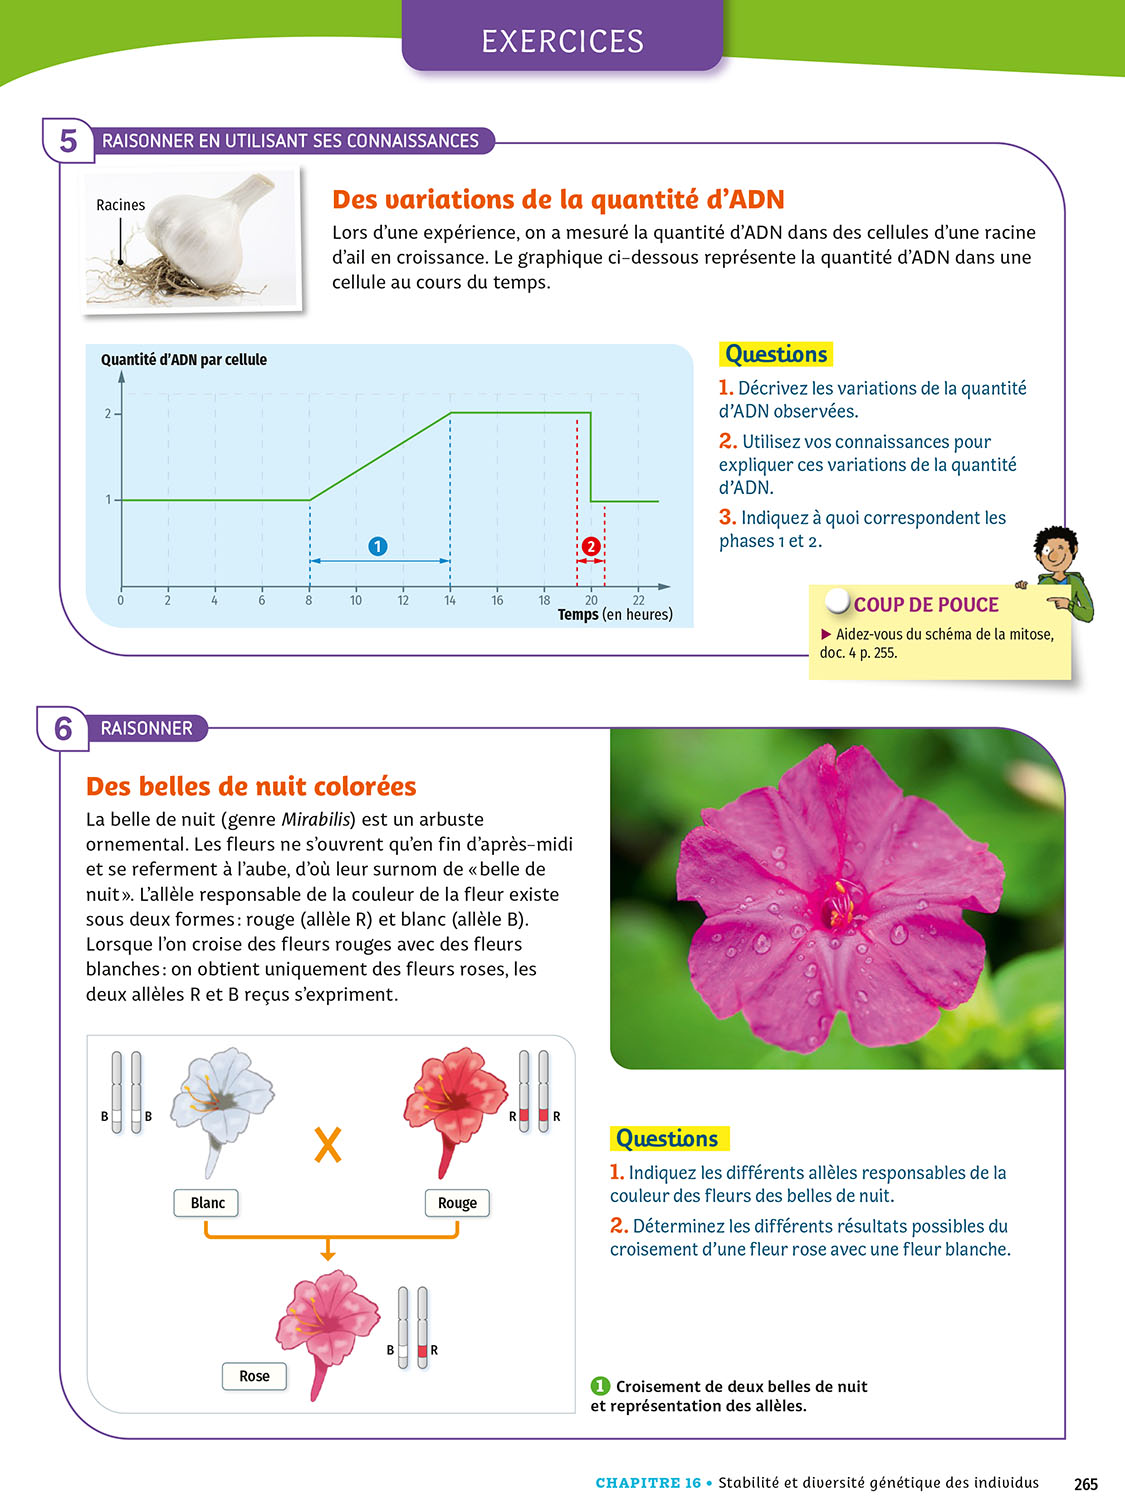 EXERCICES
5 RAISONNER EN UTILISANT SES CONNAISSANCES
Racines
Des variations de la quantité d'ADN
Lors d'une expérience, on a mesuré la quantité d'ADN dans des cellules d'une racine
d'ail en croissance. Le graphique ci-dessous représente la quantité d'ADN dans une
cellule au cours du temps.
Quantité d'ADN par cellule
2
1
1
2
0 2 4 6 8 10 12 14 16 18 20 22
Temps (en heures)
Questions
1. Décrivez les variations de la quantité
d'ADN observées.
2. Utilisez vos connaissances pour
expliquer ces variations de la quantité
d'ADN.
3. Indiquez à quoi correspondent les
phases 1 et 2.
COUP DE POUCE
▶ Aidez-vous du schéma de la mitose,
doc. 4 p. 255.
6 RAISONNER
Des belles de nuit colorées
La belle de nuit (genre Mirabilis) est un arbuste
ornemental. Les fleurs ne s'ouvrent qu'en fin d'après-midi
et se referment à l'aube, d'où leur surnom de «belle de
nuit». L'allèle responsable de la couleur de la fleur existe
sous deux formes: rouge (allèle R) et blanc (allèle B).
Lorsque l'on croise des fleurs rouges avec des fleurs
blanches: on obtient uniquement des fleurs roses, les
deux allèles R et B reçus s'expriment.
B B
R R
Blanc
Rouge
B R
Rose
Questions
1. Indiquez les différents allèles responsables de la
couleur des fleurs des belles de nuit.
2. Déterminez les différents résultats possibles du
croisement d'une fleur rose avec une fleur blanche.
1 Croisement de deux belles de nuit
et représentation des allèles.
CHAPITRE 16 • Stabilité et diversité génétique des individus 265